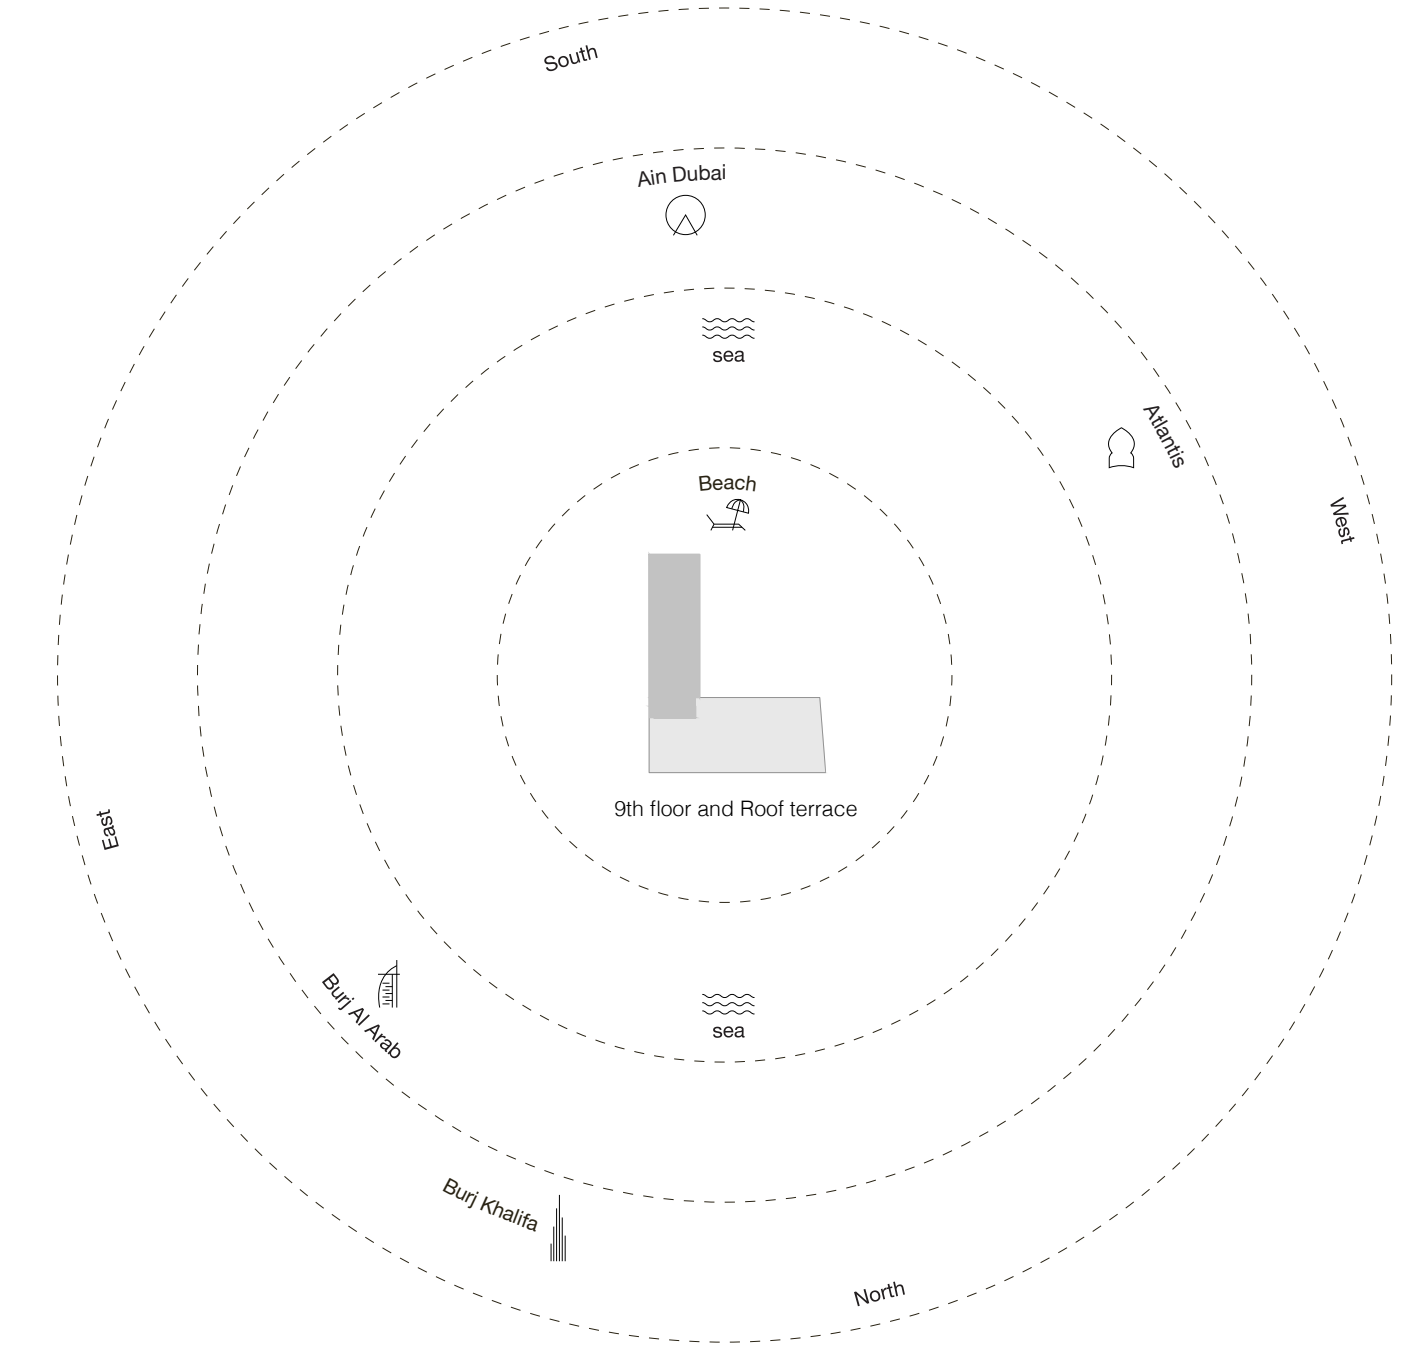 South
Ain Dubai
sea
Atlantis
Beach
West
9th floor and Roof terrace
East
Burj Al Arab
sea
Burj Khalifa
North